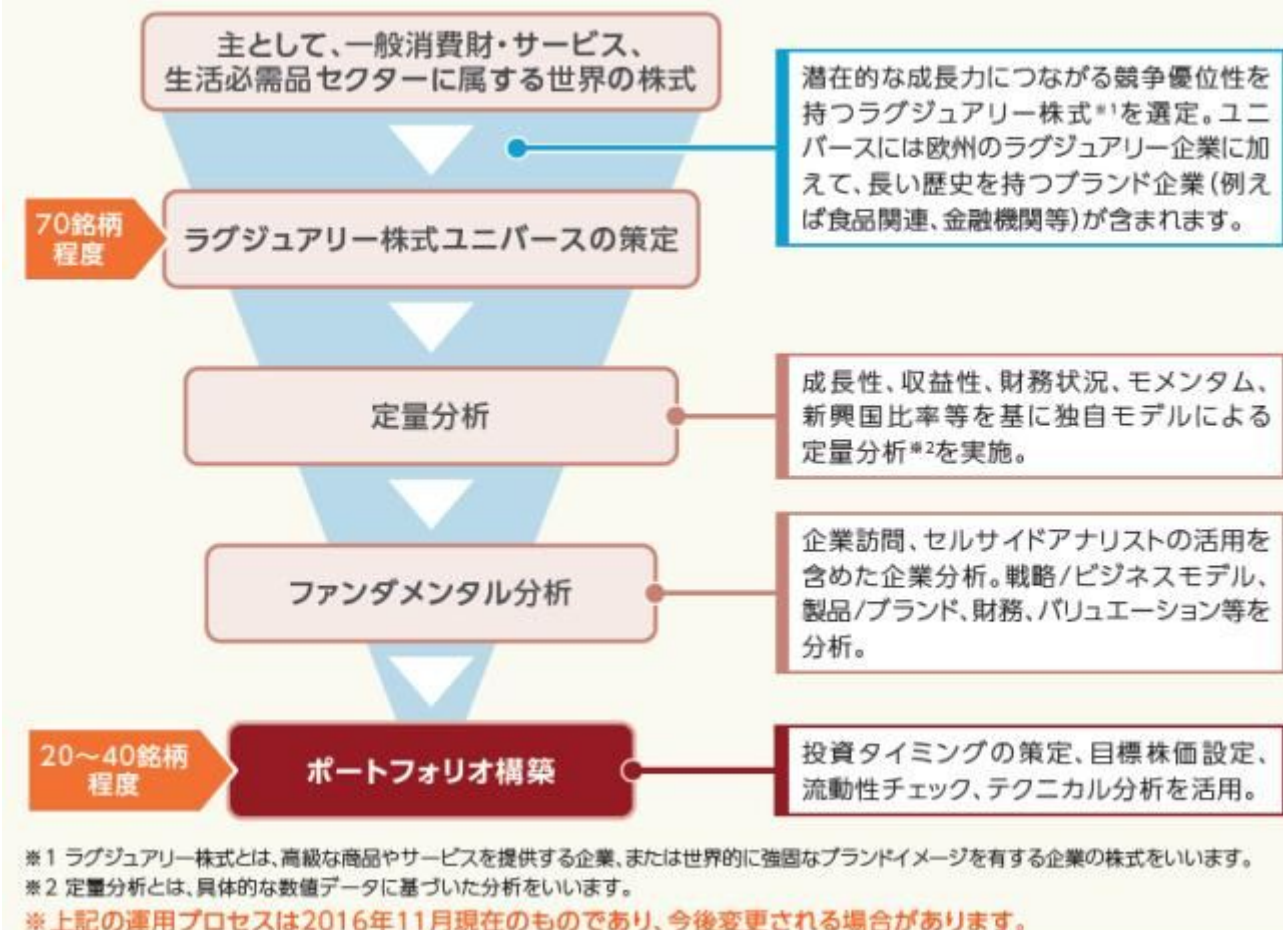 主として、一般消費財・サービス、
生活必需品セクターに属する世界の株式
潜在的な成長力につながる競争優位性を
持つラグジュアリー株式※1を選定。ユニ
バースには欧州のラグジュアリー企業に加
えて、長い歴史を持つブランド企業(例え
ば食品関連、金融機関等)が含まれます。
70銘柄
程度
ラグジュアリー株式ユニバースの策定
定量分析
成長性、収益性、財務状況、モメンタム、
新興国比率等を基に独自モデルによる
定量分析※2を実施。
ファンダメンタル分析
企業訪問、セルサイドアナリストの活用を
含めた企業分析。戦略/ビジネスモデル、
製品/ブランド、財務、バリュエーション等を
分析。
20〜40銘柄
程度
ポートフォリオ構築
投資タイミングの策定、目標株価設定、
流動性チェック、テクニカル分析を活用。
※1 ラグジュアリー株式とは、高級な商品やサービスを提供する企業、または世界的に強固なブランドイメージを有する企業の株式をいいます。
※2 定量分析とは、具体的な数値データに基づいた分析をいいます。
※上記の運用プロセスは2016年11月現在のものであり、今後変更される場合があります。